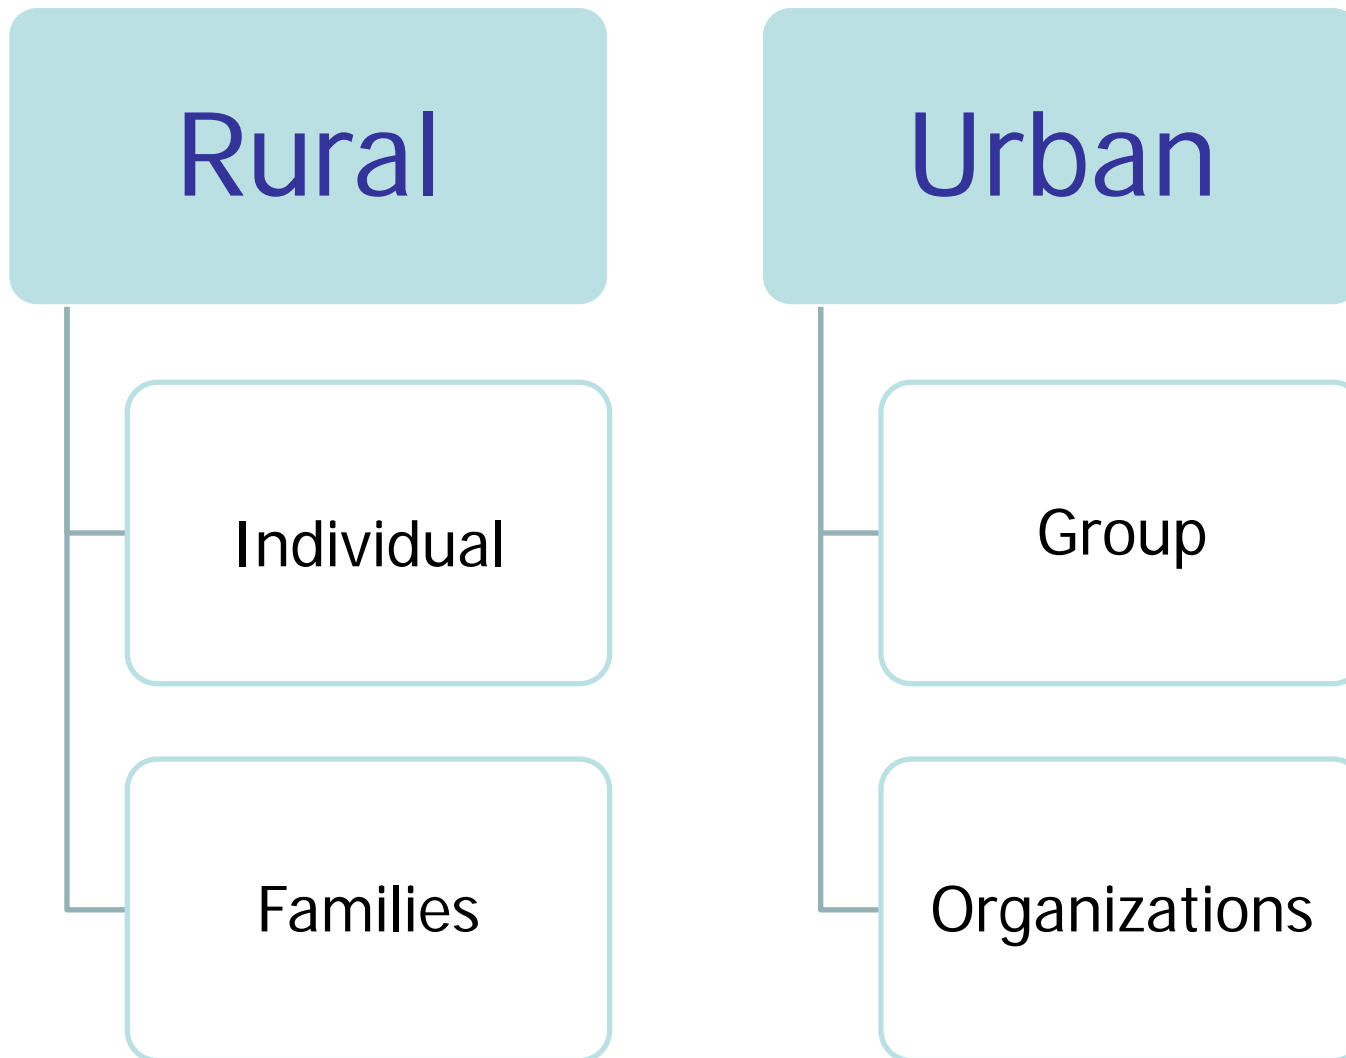 Rural
Individual
Families
Urban
Group
Organizations